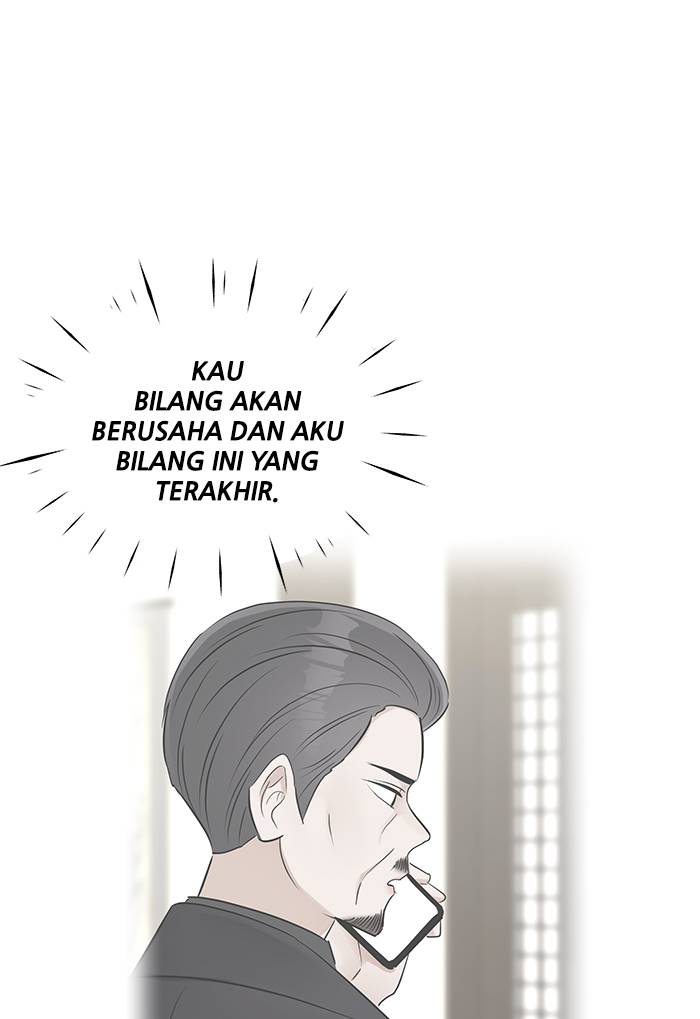 KAU
BILANG AKAN
BERUSAHA DAN AKU
BILANG INI YANG
TERAKHIR.